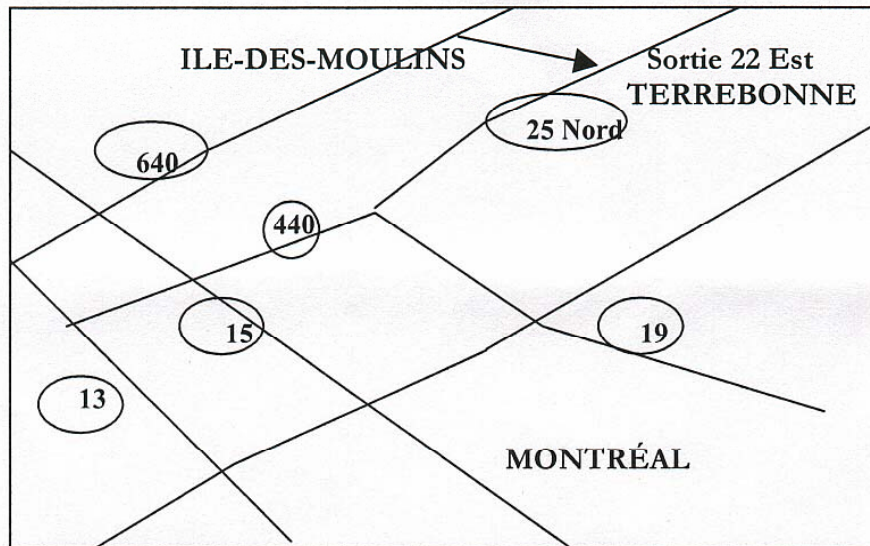 ILE-DES-MOULINS
Sortie 22 Est
TERREBONNE
25 Nord
640
440
15
19
13
MONTRÉAL